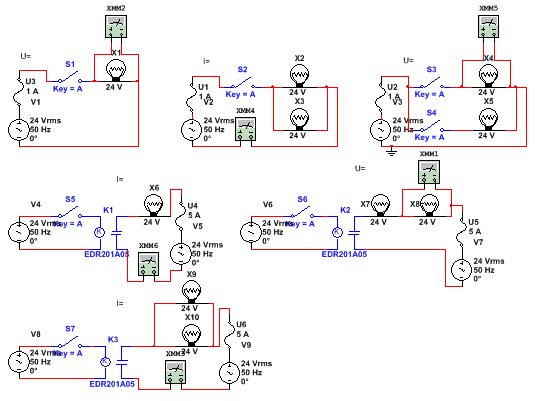 XMM2
XMM5
U=
X1
S1
Key = A
24 V
U3
1 A
V1
24 Vrms
50 Hz
0°
I=
X2
S2
Key = A
24 V
U1
1 A
V2
XMM4
X3
24 V
24 Vrms
50 Hz
0°
U=
X4
S3
Key = A
24 V
U2
1 A
V3
S4
X5
24 Vrms
Key = A
24 V
50 Hz
0°
I=
X6
V4
S5
K1
24 V
U4
5 A
V5
24 Vrms
Key = A
50 Hz
0°
K
EDR201A05
XMM6
24 Vrms
50 Hz
0°
XMM1
U=
V6
S6
K2
X7
X8
24 V
24 V
U5
5 A
V7
24 Vrms
Key = A
50 Hz
0°
K
EDR201A05
24 Vrms
50 Hz
0°
I=
X9
24 V
V8
S7
K3
X10
24 V
U6
5 A
V9
24 Vrms
Key = A
50 Hz
0°
K
EDR201A05
XMM3
24 Vrms
50 Hz
0°